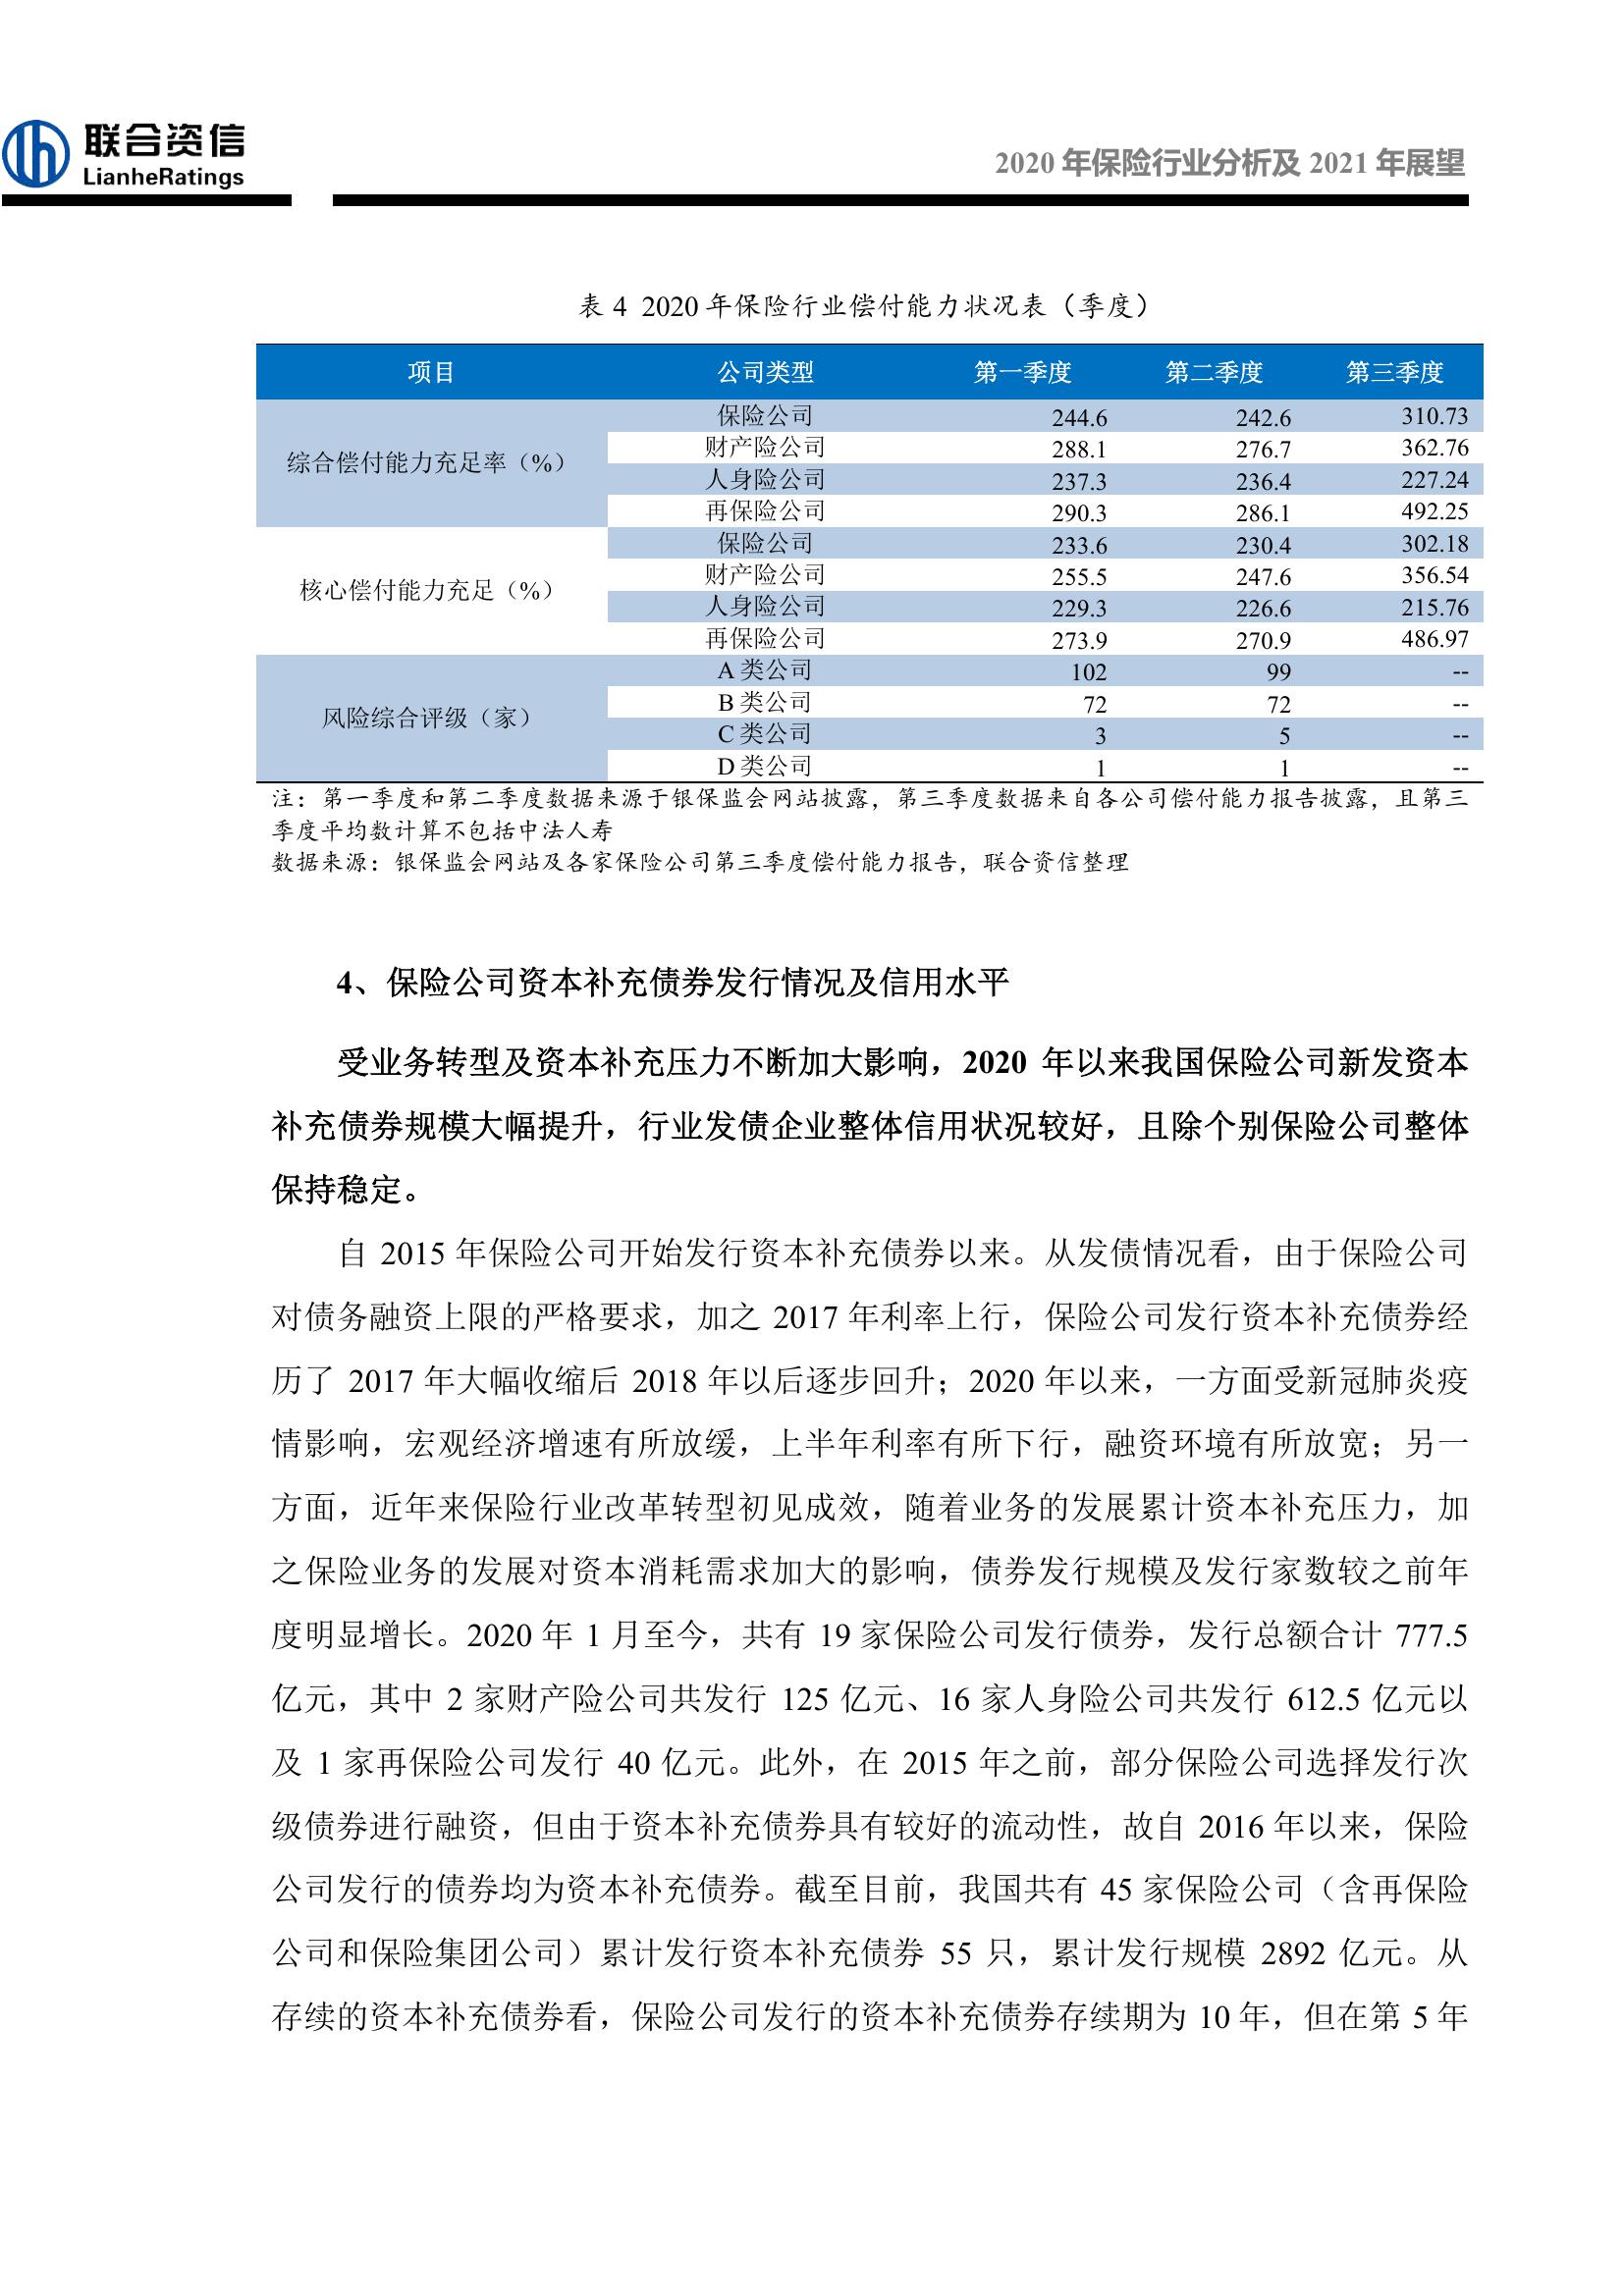 联合资信
LianheRatings
2020 年保险行业分析及 2021 年展望
表 4 2020 年保险行业偿付能力状况表（季度）
项目 公司类型 第一季度 第二季度 第三季度
综合偿付能力充足率（%）
保险公司 244.6 242.6 310.73
财产险公司 288.1 276.7 362.76
人身险公司 237.3 236.4 227.24
再保险公司 290.3 286.1 492.25
核心偿付能力充足（%）
保险公司 233.6 230.4 302.18
财产险公司 255.5 247.6 356.54
人身险公司 229.3 226.6 215.76
再保险公司 273.9 270.9 486.97
风险综合评级（家）
A 类公司 102 99 --
B 类公司 72 72 --
C 类公司 3 5 --
D 类公司 1 1 --
注：第一季度和第二季度数据来源于银保监会网站披露，第三季度数据来自各公司偿付能力报告披露，且第三
季度平均数计算不包括中法人寿
数据来源：银保监会网站及各家保险公司第三季度偿付能力报告，联合资信整理
4、保险公司资本补充债券发行情况及信用水平
受业务转型及资本补充压力不断加大影响，2020 年以来我国保险公司新发资本
补充债券规模大幅提升，行业发债企业整体信用状况较好，且除个别保险公司整体
保持稳定。
自 2015 年保险公司开始发行资本补充债券以来。从发债情况看，由于保险公司
对债务融资上限的严格要求，加之 2017 年利率上行，保险公司发行资本补充债券经
历了 2017 年大幅收缩后 2018 年以后逐步回升；2020 年以来，一方面受新冠肺炎疫
情影响，宏观经济增速有所放缓，上半年利率有所下行，融资环境有所放宽；另一
方面，近年来保险行业改革转型初见成效，随着业务的发展累计资本补充压力，加
之保险业务的发展对资本消耗需求加大的影响，债券发行规模及发行家数较之前年
度明显增长。2020 年 1 月至今，共有 19 家保险公司发行债券，发行总额合计 777.5
亿元，其中 2 家财产险公司共发行 125 亿元、16 家人身险公司共发行 612.5 亿元以
及 1 家再保险公司发行 40 亿元。此外，在 2015 年之前，部分保险公司选择发行次
级债券进行融资，但由于资本补充债券具有较好的流动性，故自 2016 年以来，保险
公司发行的债券均为资本补充债券。截至目前，我国共有 45 家保险公司（含再保险
公司和保险集团公司）累计发行资本补充债券 55 只，累计发行规模 2892 亿元。从
存续的资本补充债券看，保险公司发行的资本补充债券存续期为 10 年，但在第 5 年